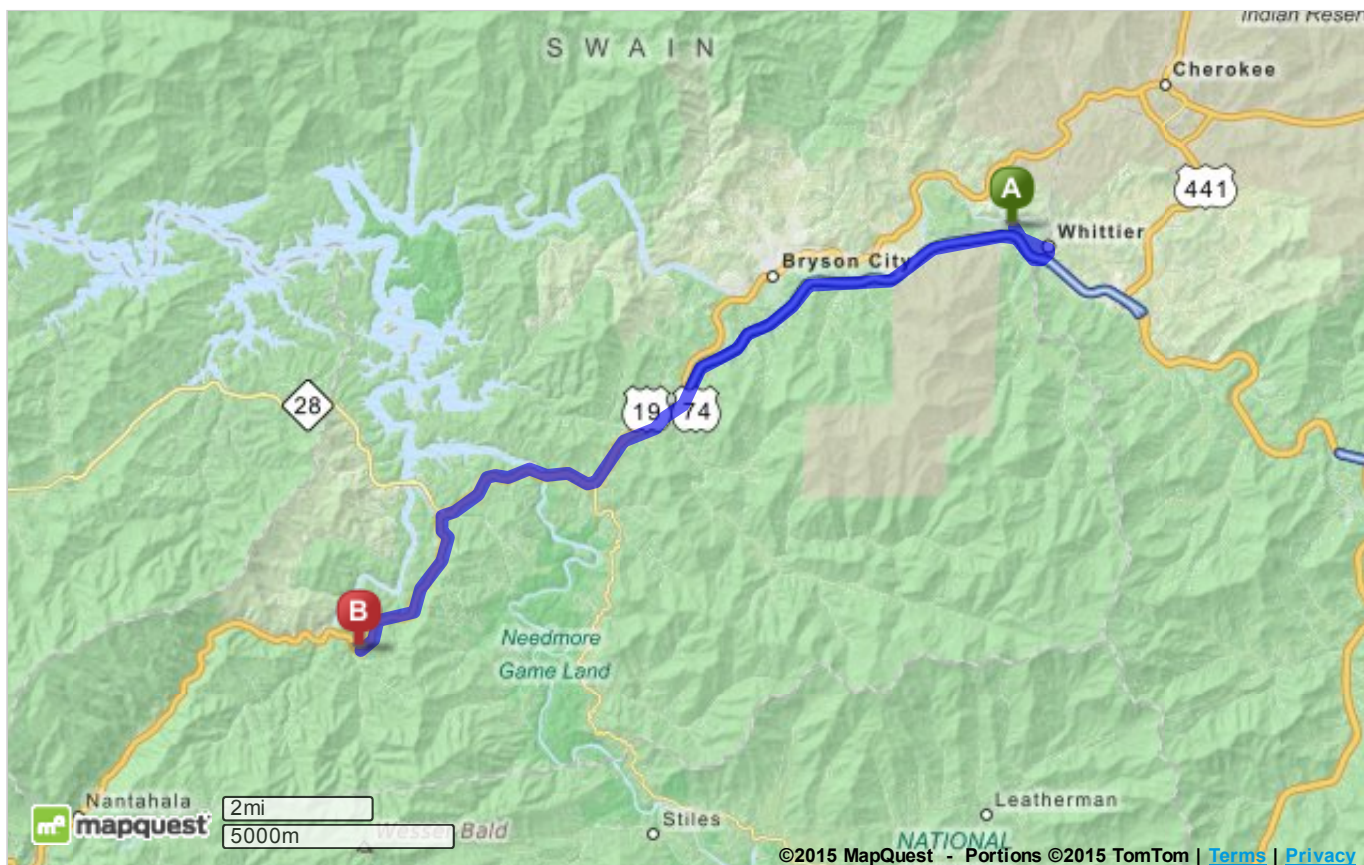 Indian Reser
SWAIN
Cherokee
441
A
Whittier
Bryson City
28
19
74
B
Needmore
Game Land
Nantahala
2mi
mapquest
5000m
Wesser Bald
Stiles
Leatherman
NATIONAL
©2015 MapQuest - Portions ©2015 TomTom | Terms | Privacy